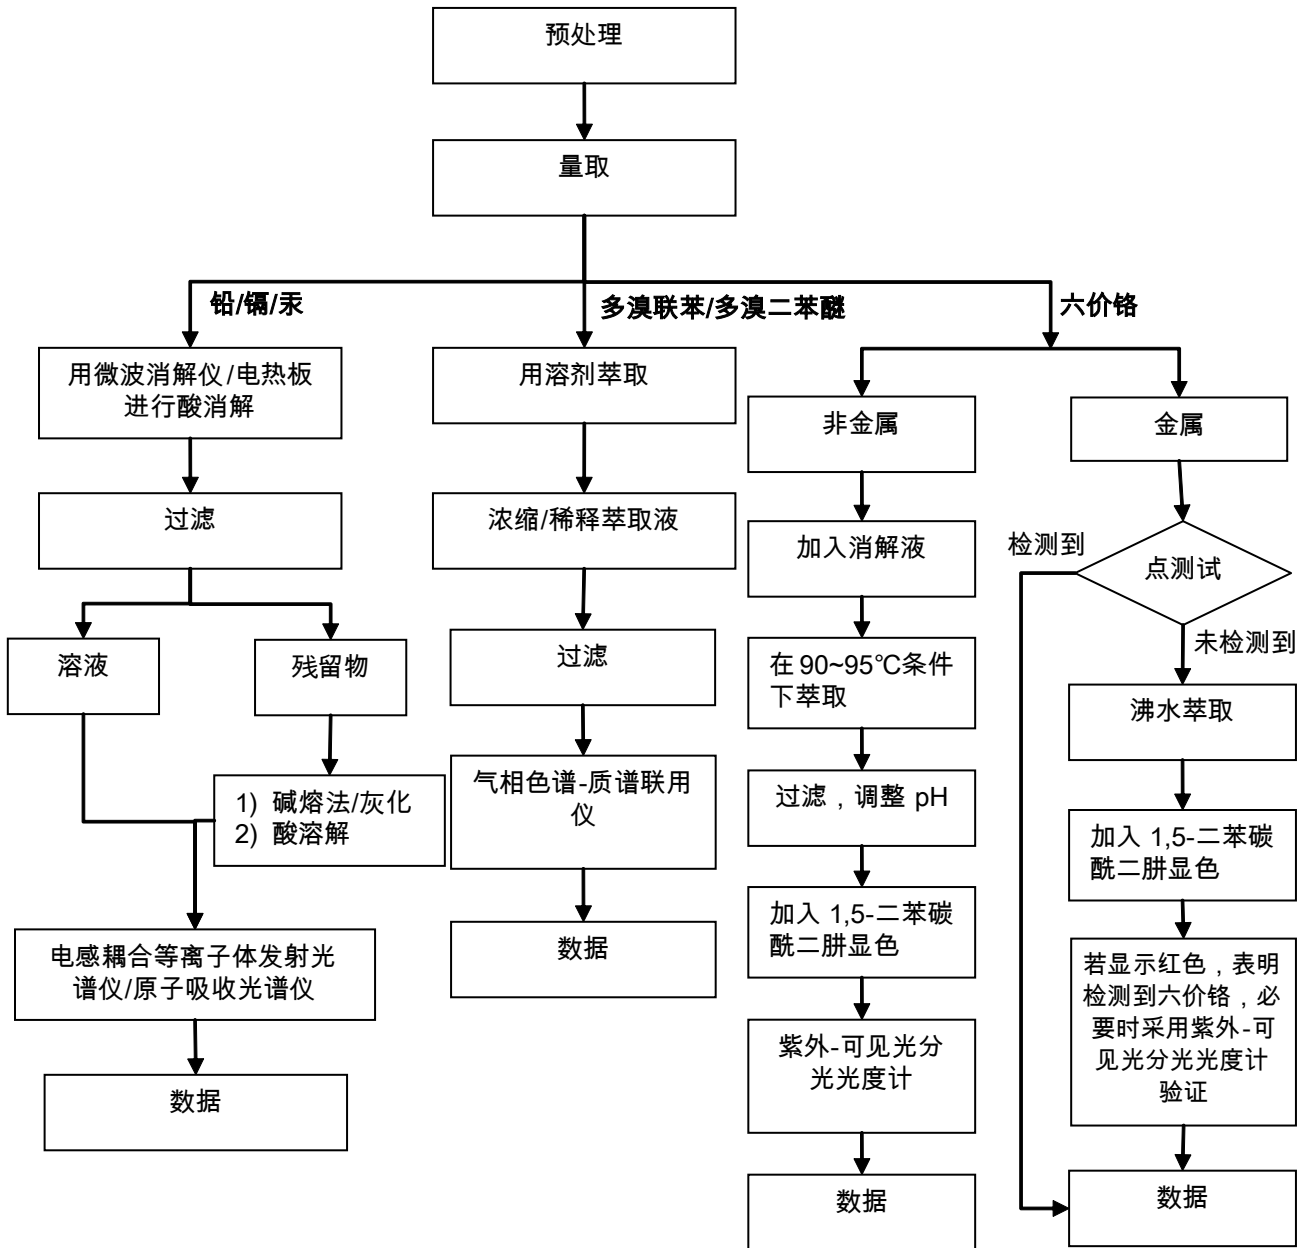 预处理
量取
铅/镉/汞
多溴联苯/多溴二苯醚
六价铬
用微波消解仪/电热板
进行酸消解
过滤
溶液
残留物
1) 碱熔法/灰化
2) 酸溶解
电感耦合等离子体发射光
谱仪/原子吸收光谱仪
数据
用溶剂萃取
浓缩/稀释萃取液
过滤
气相色谱-质谱联用
仪
数据
非金属
加入消解液
在 90~95℃条件
下萃取
过滤，调整 pH
加入 1,5-二苯碳
酰二肼显色
紫外-可见光分
光光度计
数据
金属
点测试
检测到
未检测到
沸水萃取
加入 1,5-二苯碳
酰二肼显色
若显示红色，表明
检测到六价铬，必
要时采用紫外-可
见光分光光度计
验证
数据